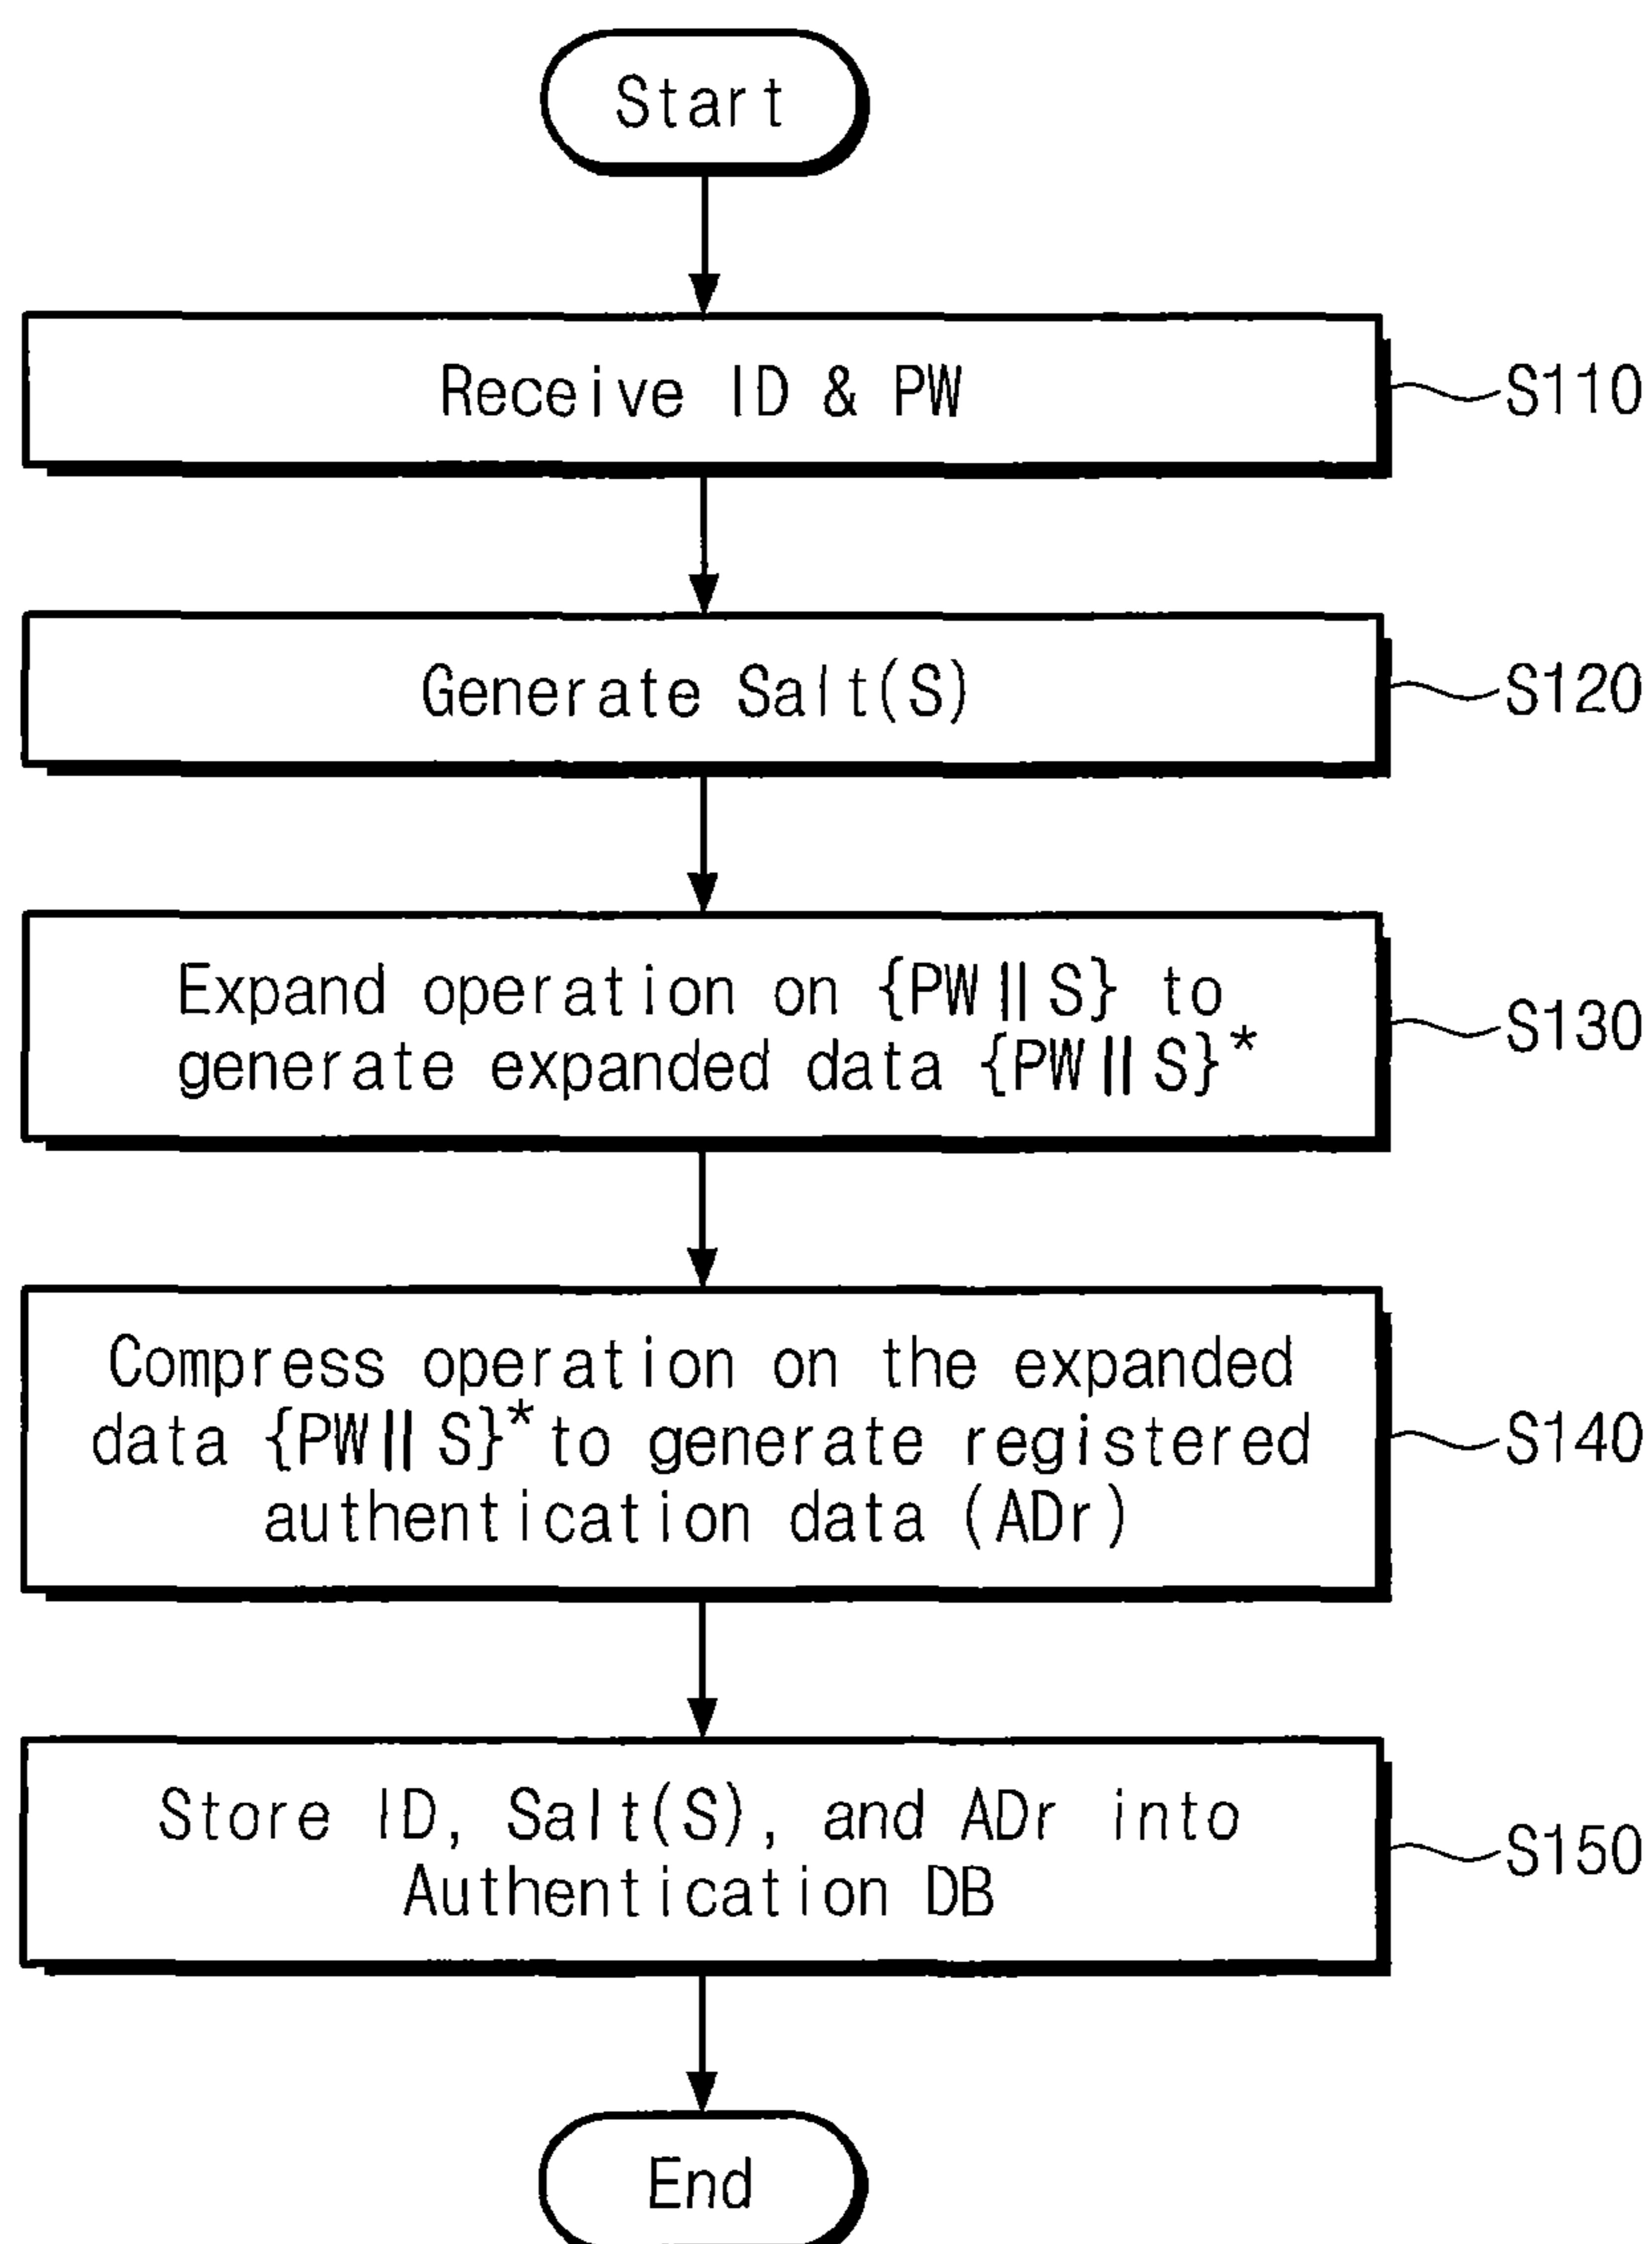 Start
Receive ID & PW
S110
Generate Salt(S)
S120
Expand operation on {PW||S} to
generate expanded data {PW||S}*
S130
Compress operation on the expanded
data {PW||S}* to generate registered
authentication data (ADr)
S140
Store ID, Salt(S), and ADr into
Authentication DB
S150
End